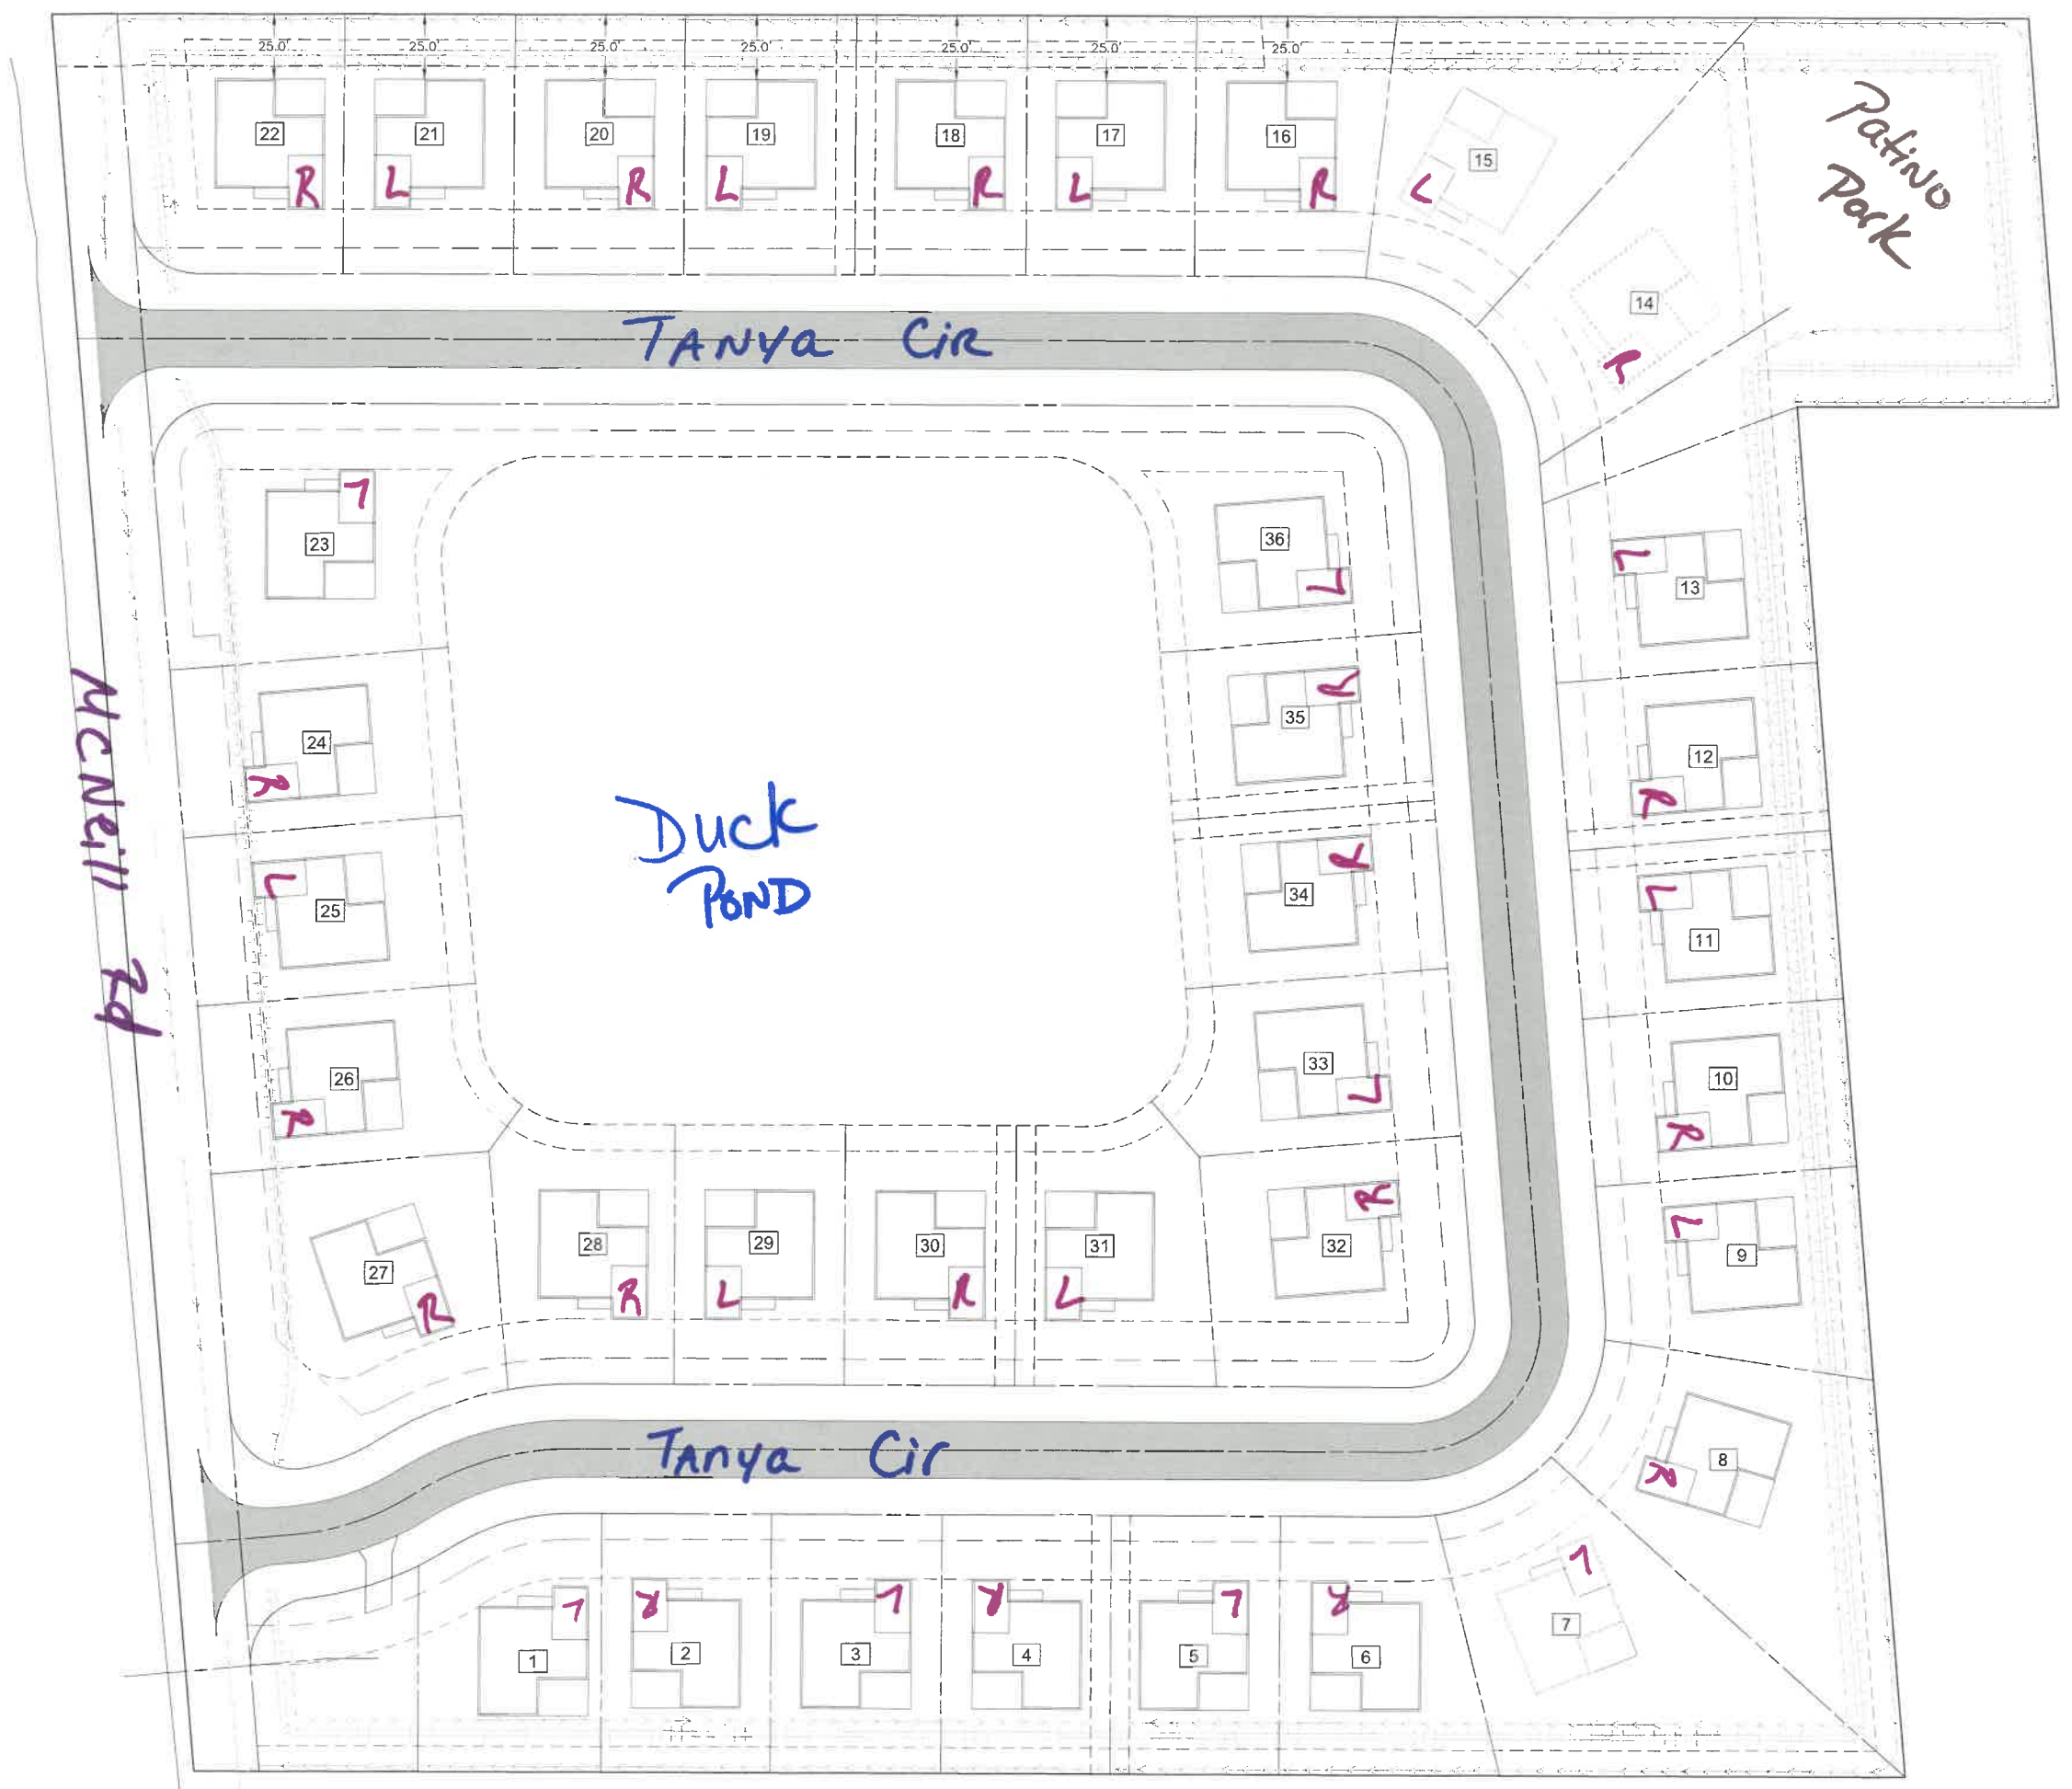 25.0' 25.0' 25.0' 25.0' 25.0' 25.0' 25.0'
22 21 20 19 18 17 16 15
R L R L R L R L
Patino
Park
14
R
TANYA CIR
23 L
36 L
13 L
McNeill Rd
24 R
35 R
12 R
Duck
POND
25 L
34 R
11 L
26 R
33 L
10 R
27 28 29 30 31 32 9
R R L R L R L
Tanya Cir
8 R
1 2 3 4 5 6 7
L R L R L R L